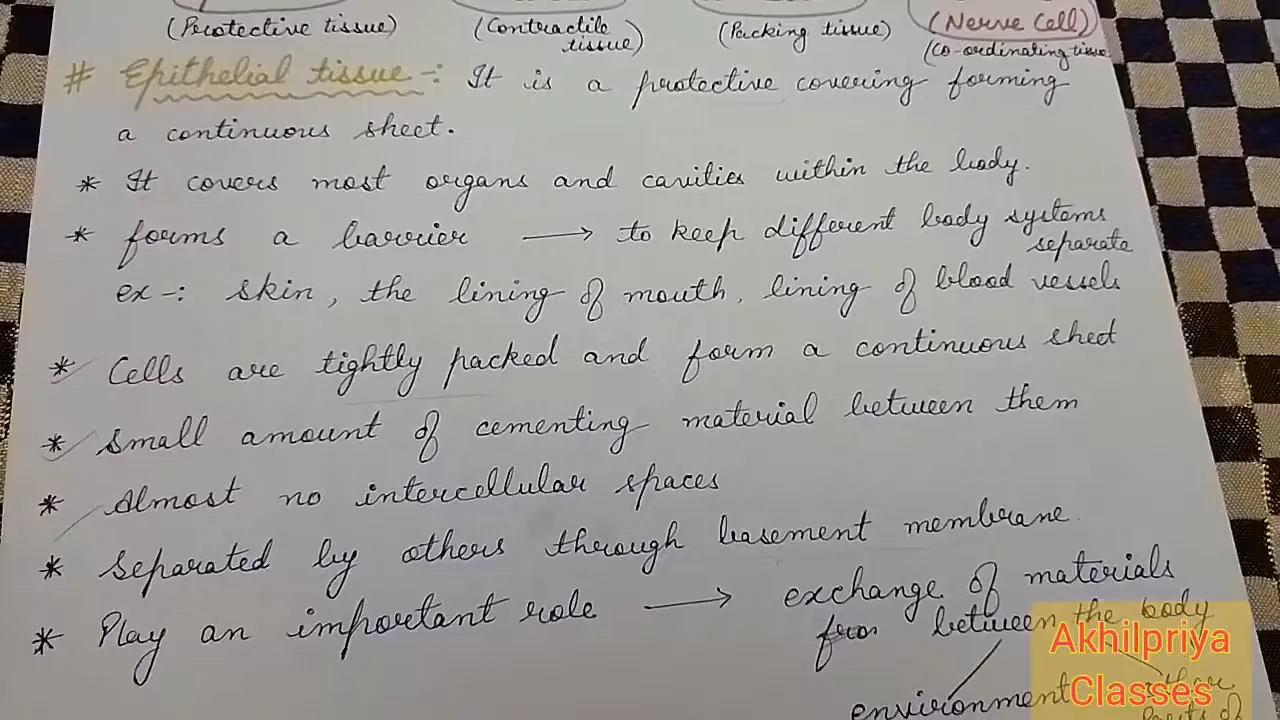 (Protective tissue) (Contractile tissue) (Packing tissue) (Nerve Cell)
(Co-ordinating tissue
# Epithelial tissue -: It is a protective covering forming
a continuous sheet.
* It covers most organs and cavities within the body.
* forms a barrier → to keep different body systems
separate
ex -: skin, the lining of mouth, lining of blood vessels
* Cells are tightly packed and form a continuous sheet
* Small amount of cementing material between them
* Almost no intercellular spaces
* Separated by others through basement membrane.
* Play an important role → exchange of materials
between the body
environment
Akhilpriya
Classes